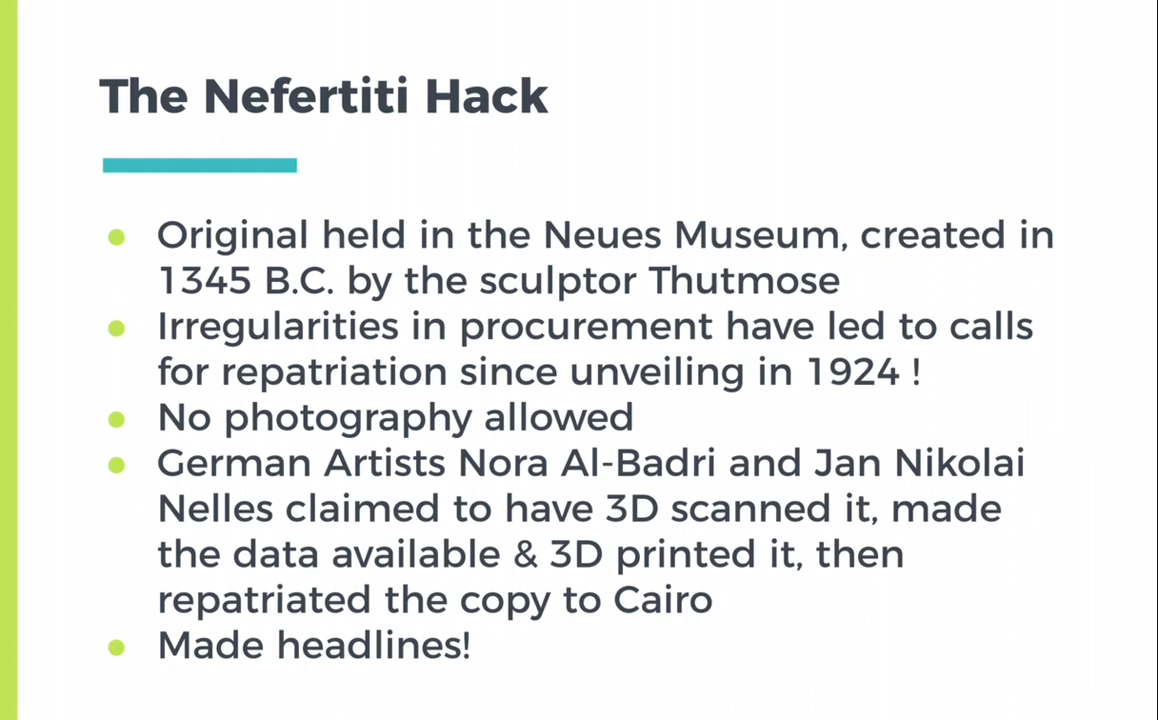 The Nefertiti Hack
● Original held in the Neues Museum, created in
1345 B.C. by the sculptor Thutmose
● Irregularities in procurement have led to calls
for repatriation since unveiling in 1924 !
● No photography allowed
● German Artists Nora Al-Badri and Jan Nikolai
Nelles claimed to have 3D scanned it, made
the data available & 3D printed it, then
repatriated the copy to Cairo
● Made headlines!